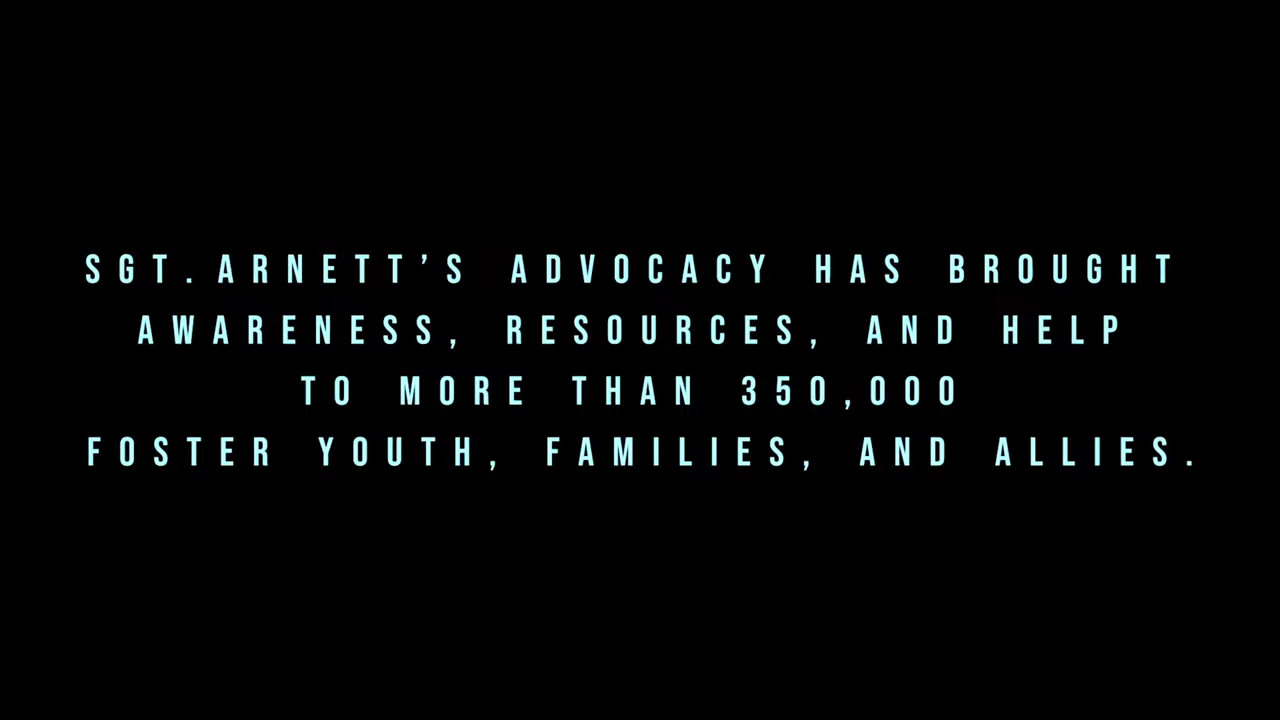 SGT. ARNETT’S ADVOCACY HAS BROUGHT
AWARENESS, RESOURCES, AND HELP
TO MORE THAN 350,000
FOSTER YOUTH, FAMILIES, AND ALLIES.